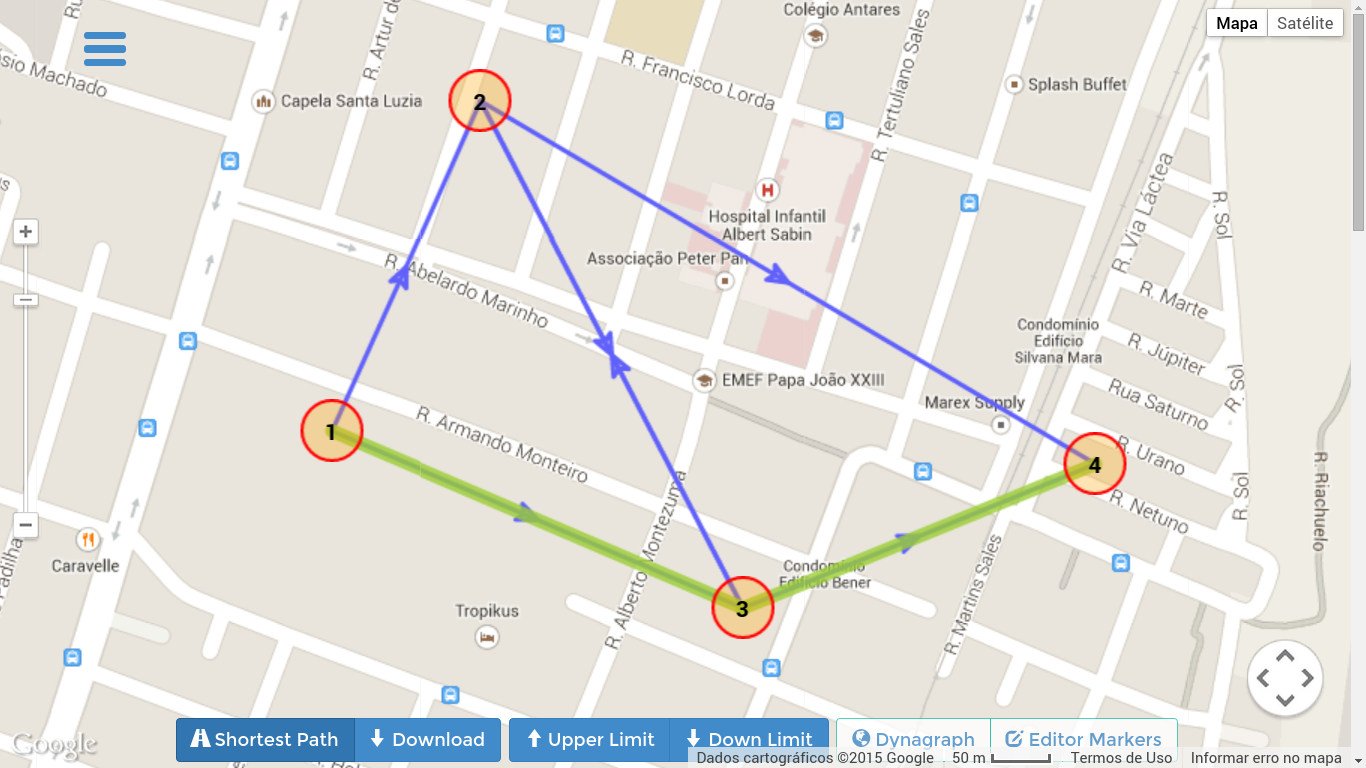 Colégio Antares
Mapa
Satélite
R. Artur de
R. Tertuliano Sales
R. Francisco Lorda
Machado
Capela Santa Luzia
2
Splash Buffet
R. Via Láctea
R. Sol
Hospital Infantil
Albert Sabin
Associação Peter Pan
R. Abelardo Marinho
R. Marte
Condomínio
Edifício
Silvana Mara
R. Júpiter
EMEF Papa João XXIII
Rua Saturno
R. Sol
Marex Supply
R. Armando Monteiro
1
4
R. Urano
R. Netuno
R. Sol
R. Riachuelo
R. Alberto Montezuma
Caravelle
Padilha
Condomínio
Edifício Bener
R. Martins Sales
3
Tropikus
Google
Shortest Path
Download
Upper Limit
Down Limit
Dynagraph
Editor Markers
Dados cartográficos ©2015 Google
50 m
Termos de Uso
Informar erro no mapa